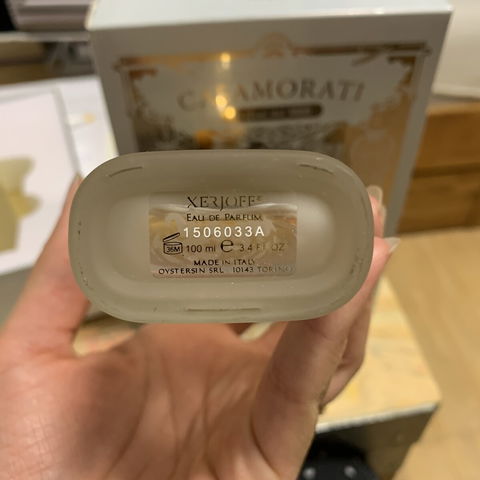 CASAMORATI
XERJOFF
EAU DE PARFUM
1506033A
36M 100 ml e 3.4 FL OZ
MADE IN ITALY
OYSTERSIN SRL 10143 TORINO